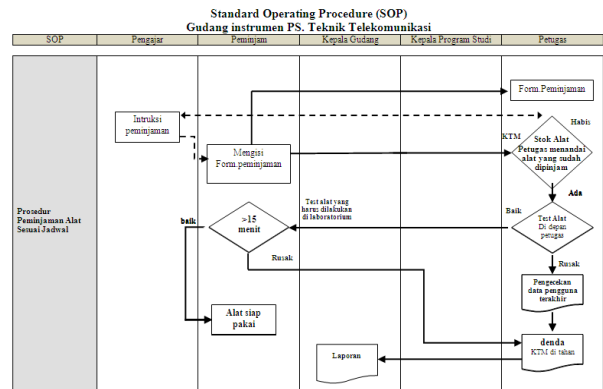 Standard Operating Procedure (SOP)
Gudang instrumen PS. Teknik Telekomunikasi
SOP
Pengajar
Peminjam
Kepala Gudang
Kepala Program Studi
Petugas
Prosedur
Peminjaman Alat
Sesuai Jadwal
Intruksi
peminjaman
Mengisi
Form.peminjaman
Form.Peminjaman
Habis
KTM
Stok Alat
Petugas menandai
alat yang sudah
dipinjam
Ada
baik
>15
menit
Test alat yang
harus dilakukan
di laboratorium
Baik
Test Alat
Di depan
petugas
Rusak
Rusak
Pengecekan
data pengguna
terakhir
Alat siap
pakai
Laporan
denda
KTM di tahan